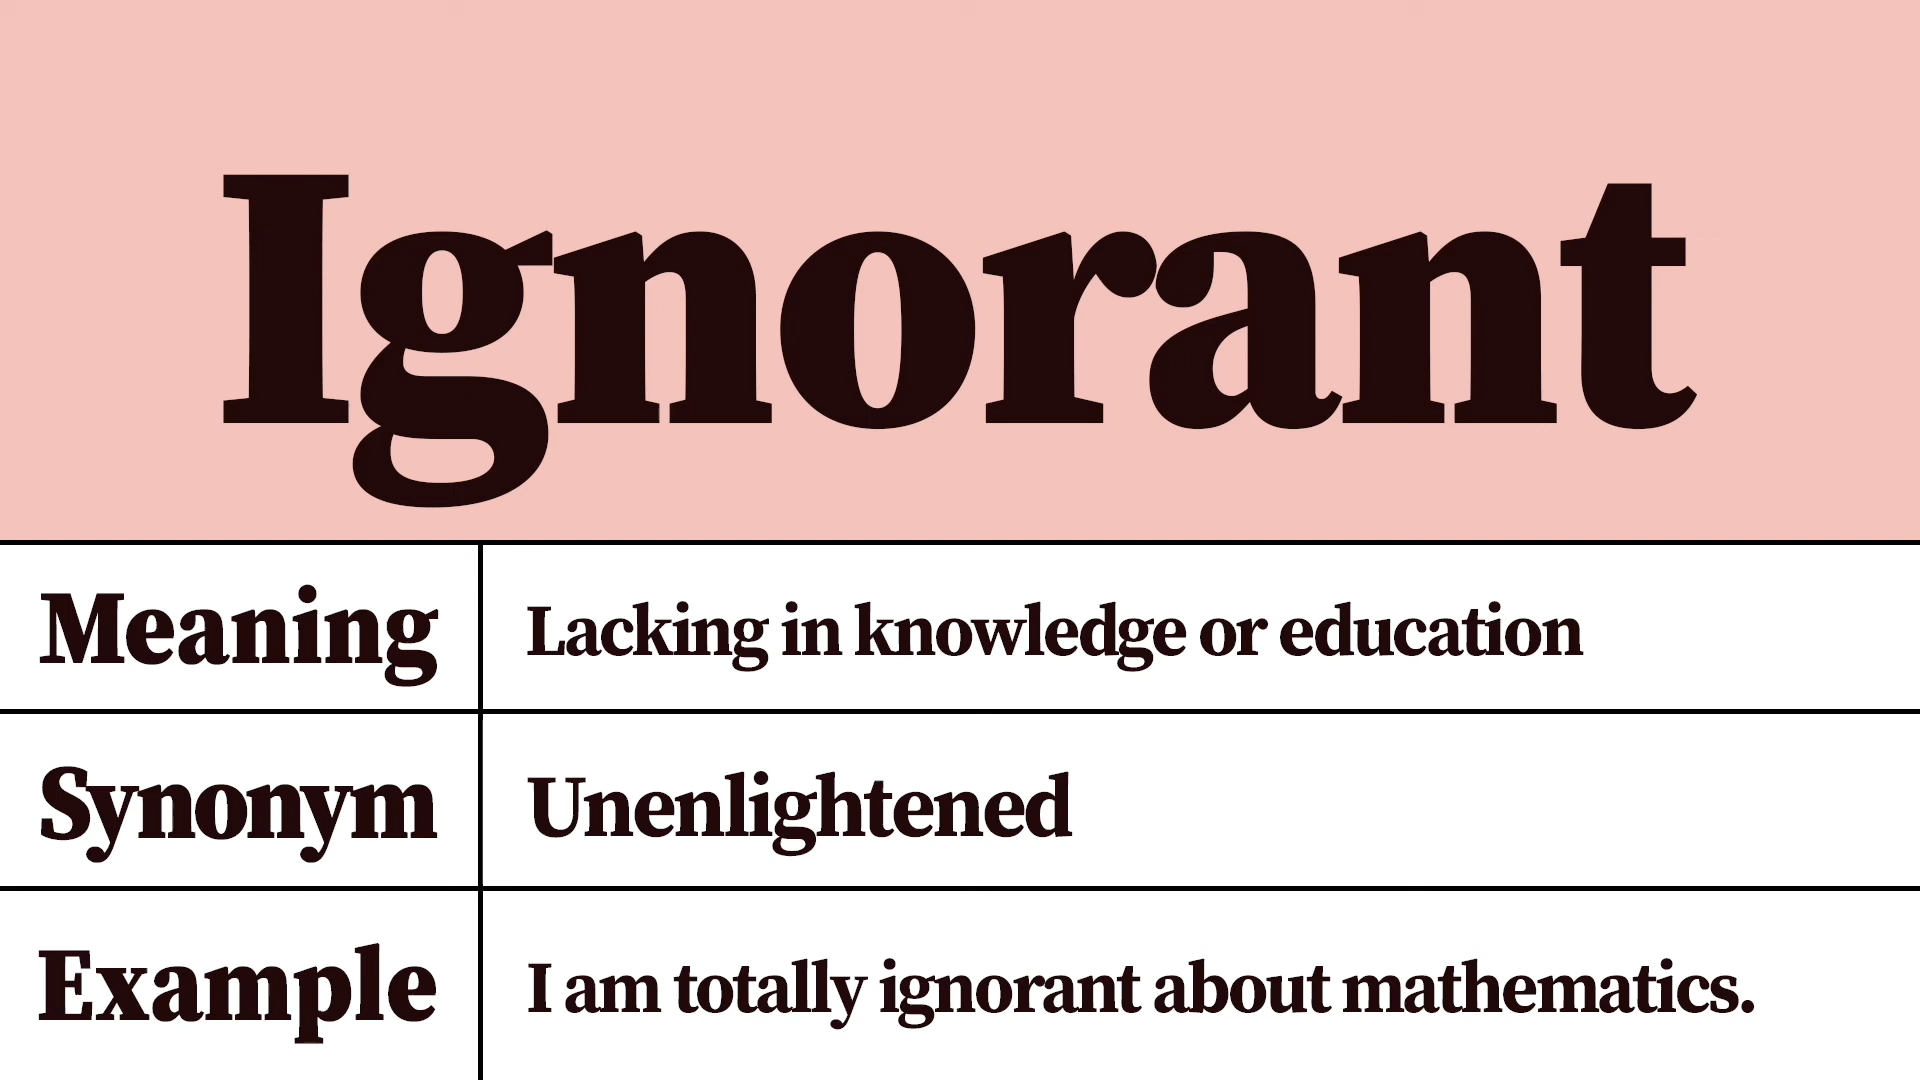 Ignorant
Meaning Lacking in knowledge or education
Synonym Unenlightened
Example I am totally ignorant about mathematics.